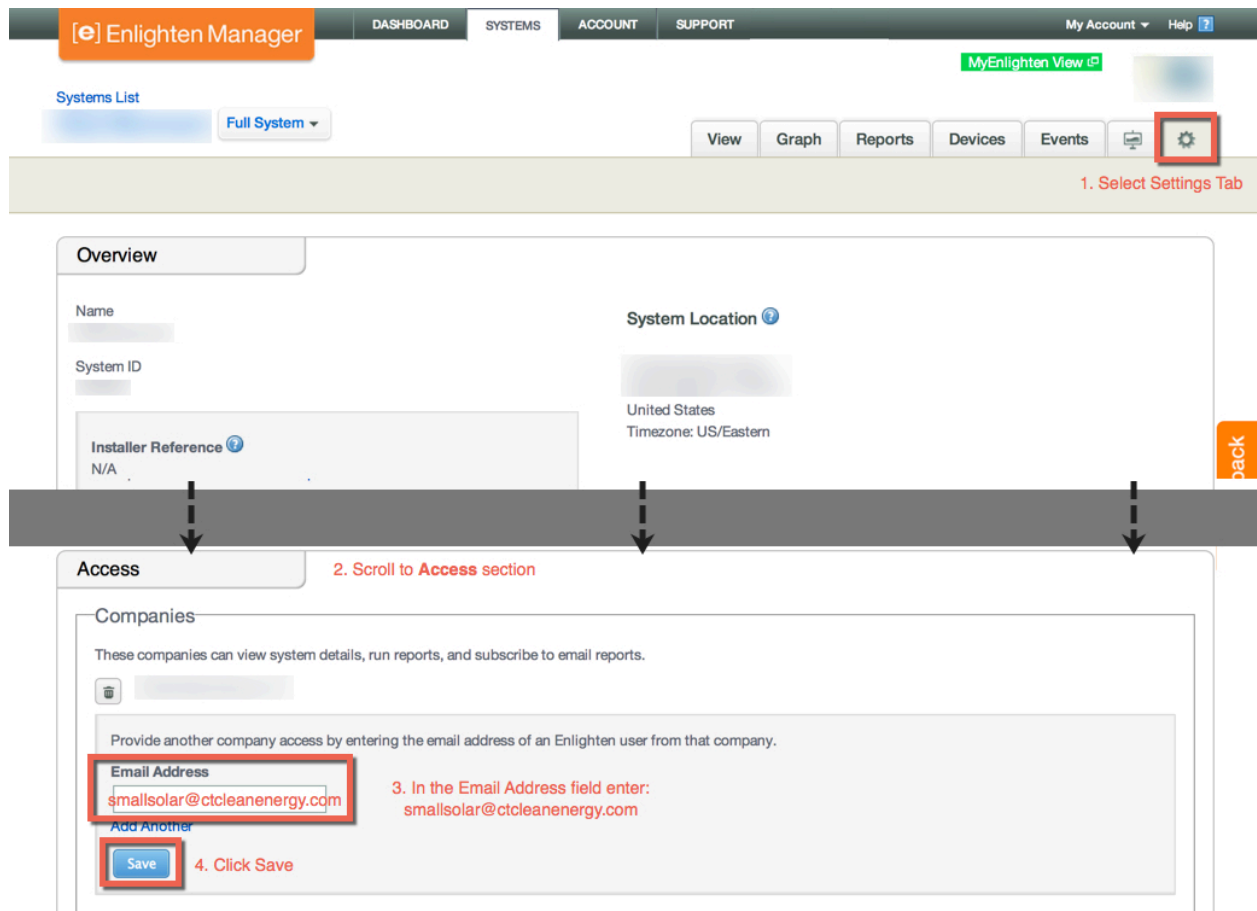 [e] Enlighten Manager
DASHBOARD SYSTEMS ACCOUNT SUPPORT My Account Help ?
MyEnlighten View
Systems List
Full System
View Graph Reports Devices Events
1. Select Settings Tab
Overview
Name
System Location ?
System ID
United States
Timezone: US/Eastern
Installer Reference ?
N/A
back
Access
2. Scroll to Access section
Companies
These companies can view system details, run reports, and subscribe to email reports.
Provide another company access by entering the email address of an Enlighten user from that company.
Email Address
smallsolar@ctcleanenergy.com
3. In the Email Address field enter:
smallsolar@ctcleanenergy.com
Add Another
Save
4. Click Save